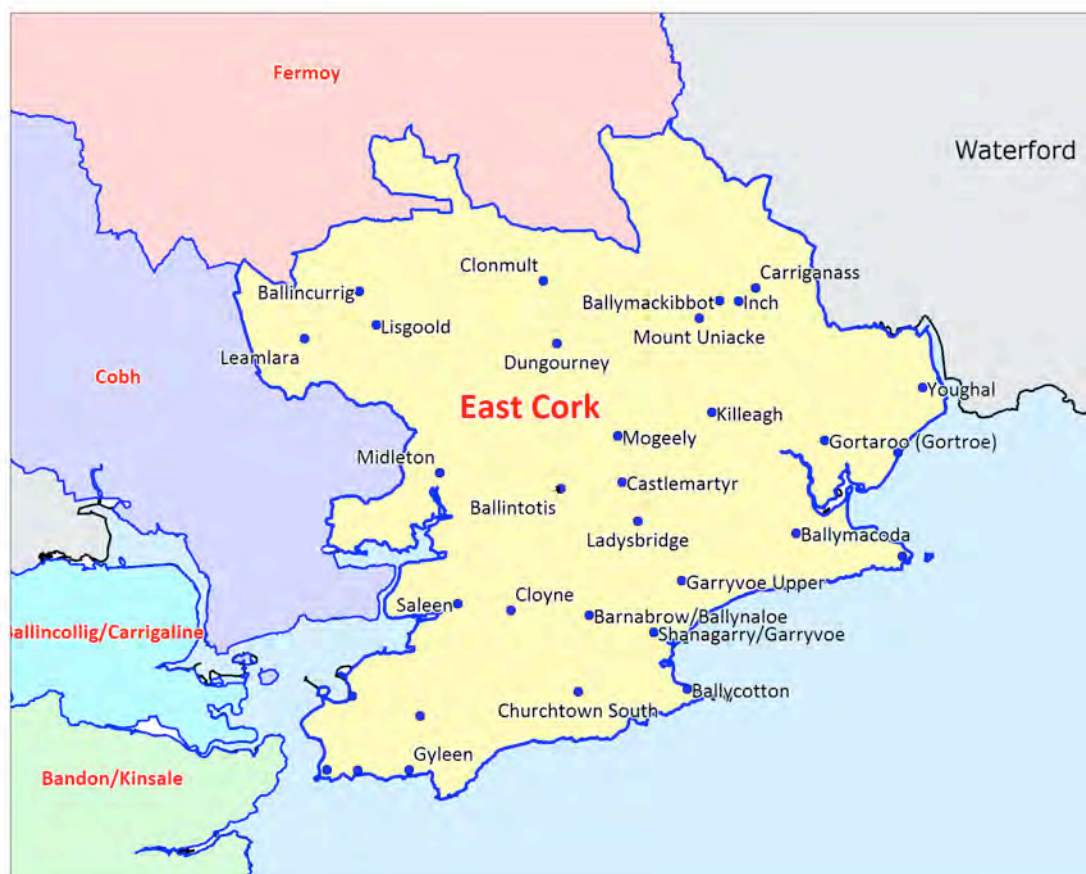 Fermoy
Waterford
Clonmult
Carriganass
Ballincurrig
Ballymackibbot
Inch
Lisgoold
Mount Uniacke
Leamlara
Dungourney
Cobh
Youghal
East Cork
Killeagh
Mogeely
Gortaroo (Gortroe)
Midleton
Castlemartyr
Ballintotis
Ladysbridge
Ballymacoda
Garryvoe Upper
Saleen
Cloyne
Barnabrow/Ballynaloe
Ballincollig/Carrigaline
Shanagarry/Garryvoe
Ballycotton
Churchtown South
Gyleen
Bandon/Kinsale